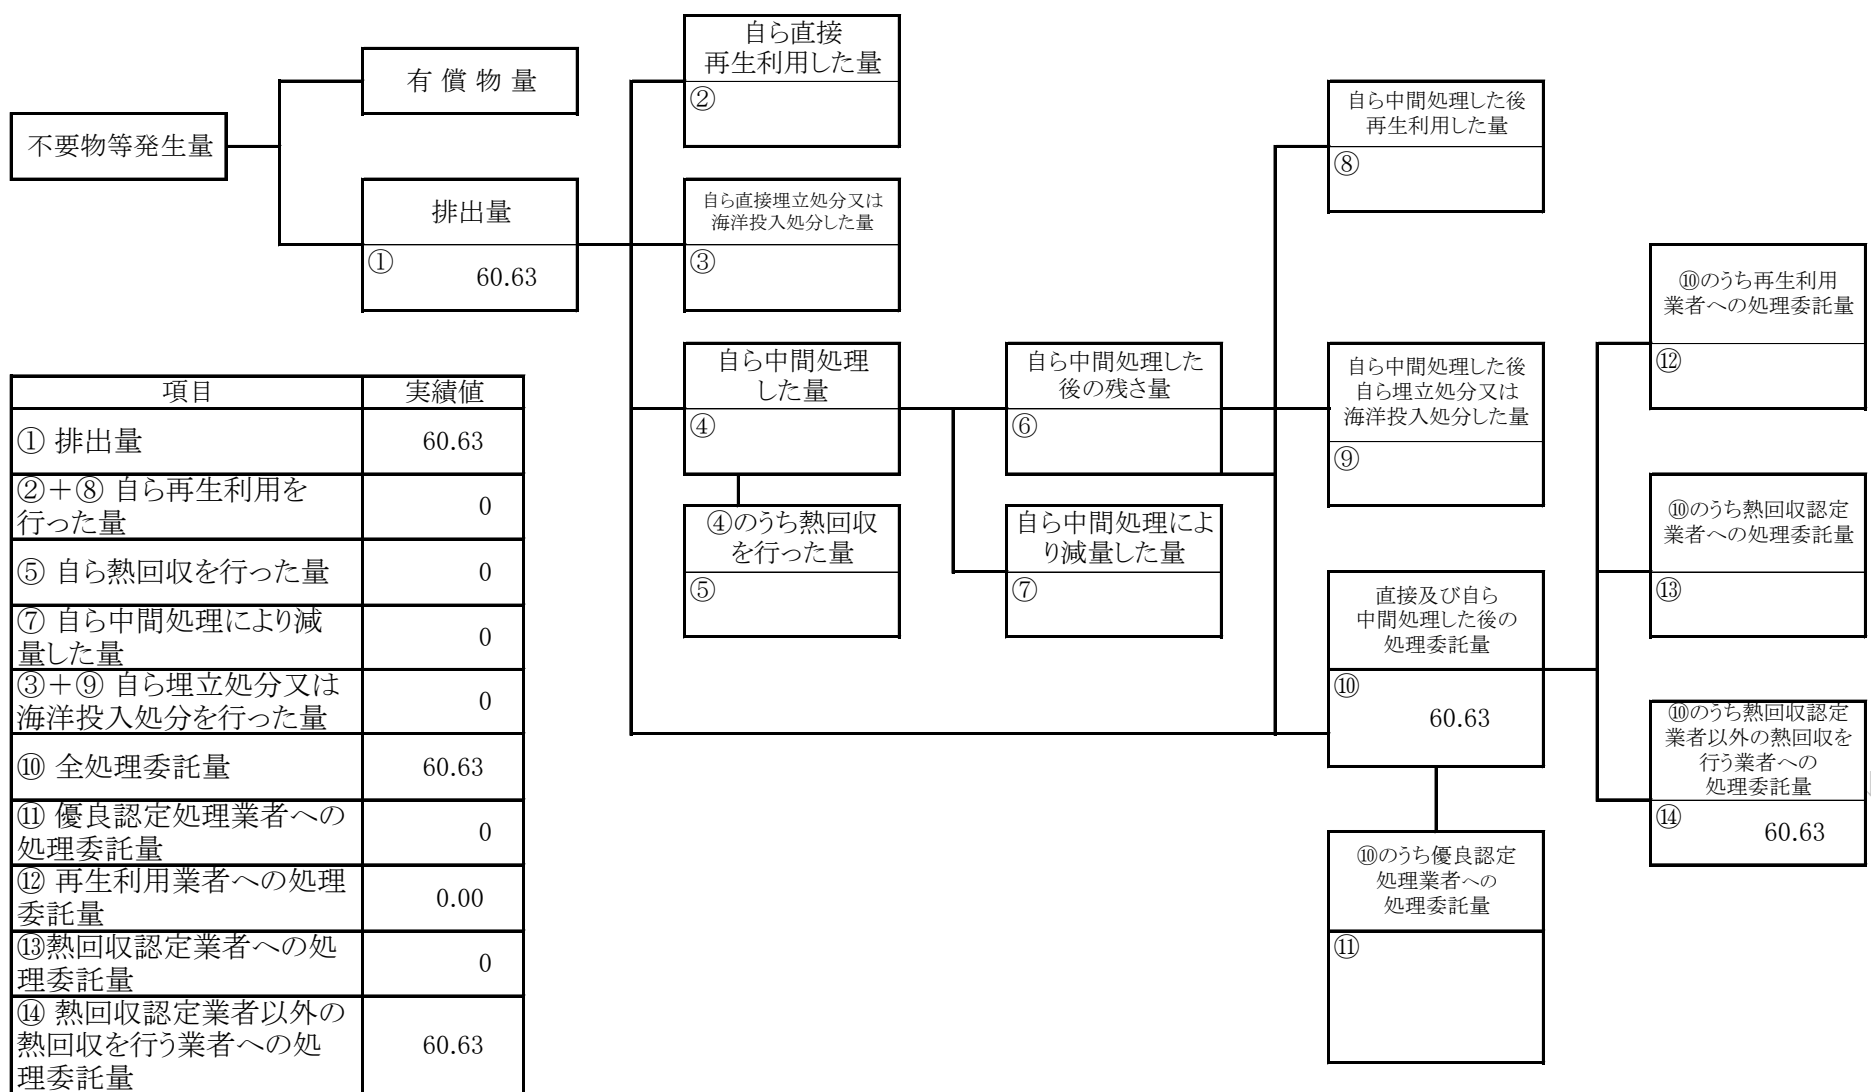 不要物等発生量
有 償 物 量
排出量
①
60.63
自ら直接
再生利用した量
②
自ら直接埋立処分又は
海洋投入処分した量
③
自ら中間処理
した量
④
④のうち熱回収
を行った量
⑤
自ら中間処理した
後の残さ量
⑥
自ら中間処理によ
り減量した量
⑦
自ら中間処理した後
再生利用した量
⑧
自ら中間処理した後
自ら埋立処分又は
海洋投入処分した量
⑨
直接及び自ら
中間処理した後の
処理委託量
⑩
60.63
⑩のうち優良認定
処理業者への
処理委託量
⑪
⑩のうち再生利用
業者への処理委託量
⑫
⑩のうち熱回収認定
業者への処理委託量
⑬
⑩のうち熱回収認定
業者以外の熱回収を
行う業者への
処理委託量
⑭
60.63
項目 実績値
① 排出量 60.63
②＋⑧ 自ら再生利用を
行った量
0
⑤ 自ら熱回収を行った量 0
⑦ 自ら中間処理により減
量した量
0
③＋⑨ 自ら埋立処分又は
海洋投入処分を行った量
0
⑩ 全処理委託量 60.63
⑪ 優良認定処理業者への
処理委託量
0
⑫ 再生利用業者への処理
委託量
0.00
⑬熱回収認定業者への処
理委託量
0
⑭ 熱回収認定業者以外の
熱回収を行う業者への処
理委託量
60.63